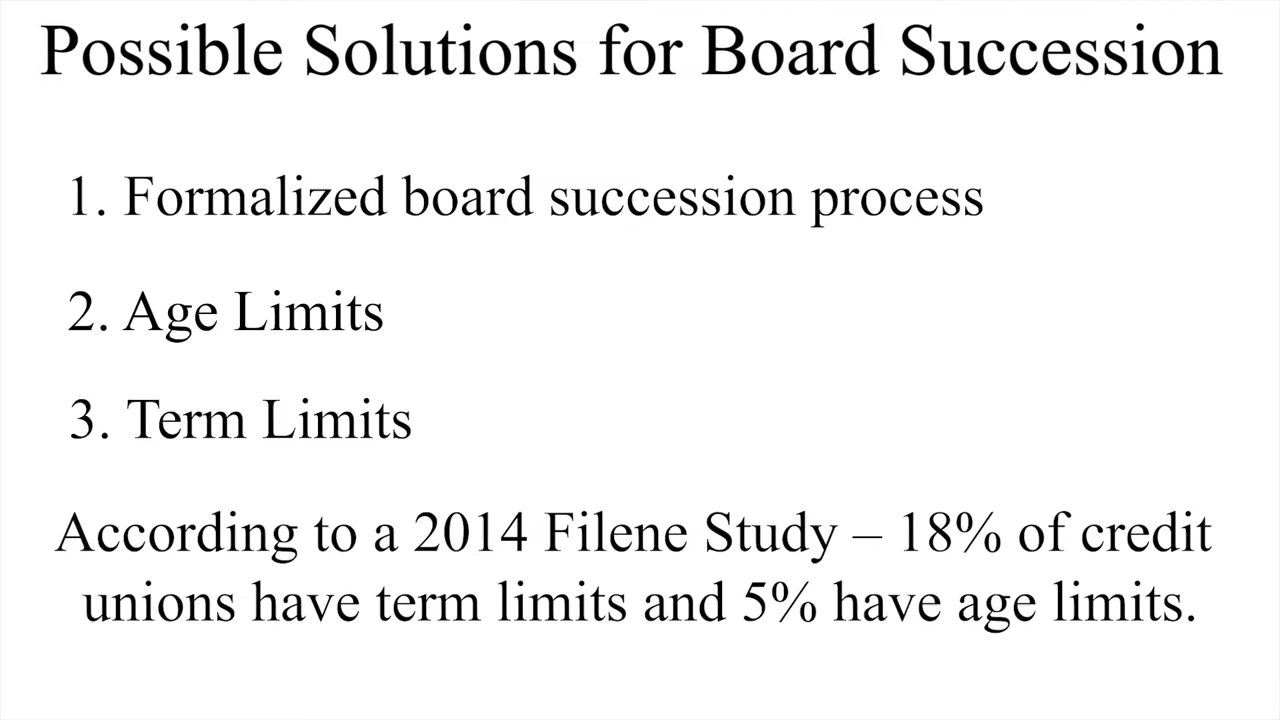 Possible Solutions for Board Succession
1. Formalized board succession process
2. Age Limits
3. Term Limits
According to a 2014 Filene Study – 18% of credit
unions have term limits and 5% have age limits.